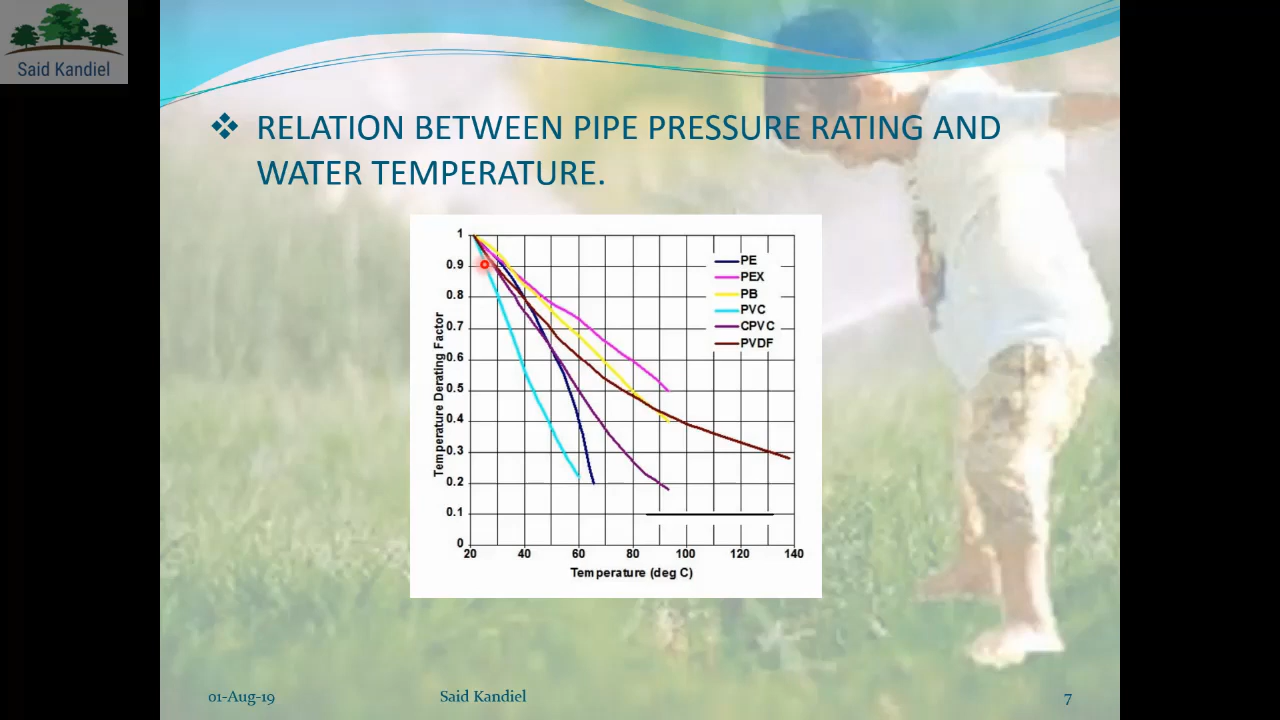 Said Kandiel
❖ RELATION BETWEEN PIPE PRESSURE RATING AND
WATER TEMPERATURE.
Temperature Derating Factor
1
0.9
0.8
0.7
0.6
0.5
0.4
0.3
0.2
0.1
0
PE
PEX
PB
PVC
CPVC
PVDF
20 40 60 80 100 120 140
Temperature (deg C)
01-Aug-19 Said Kandiel 7